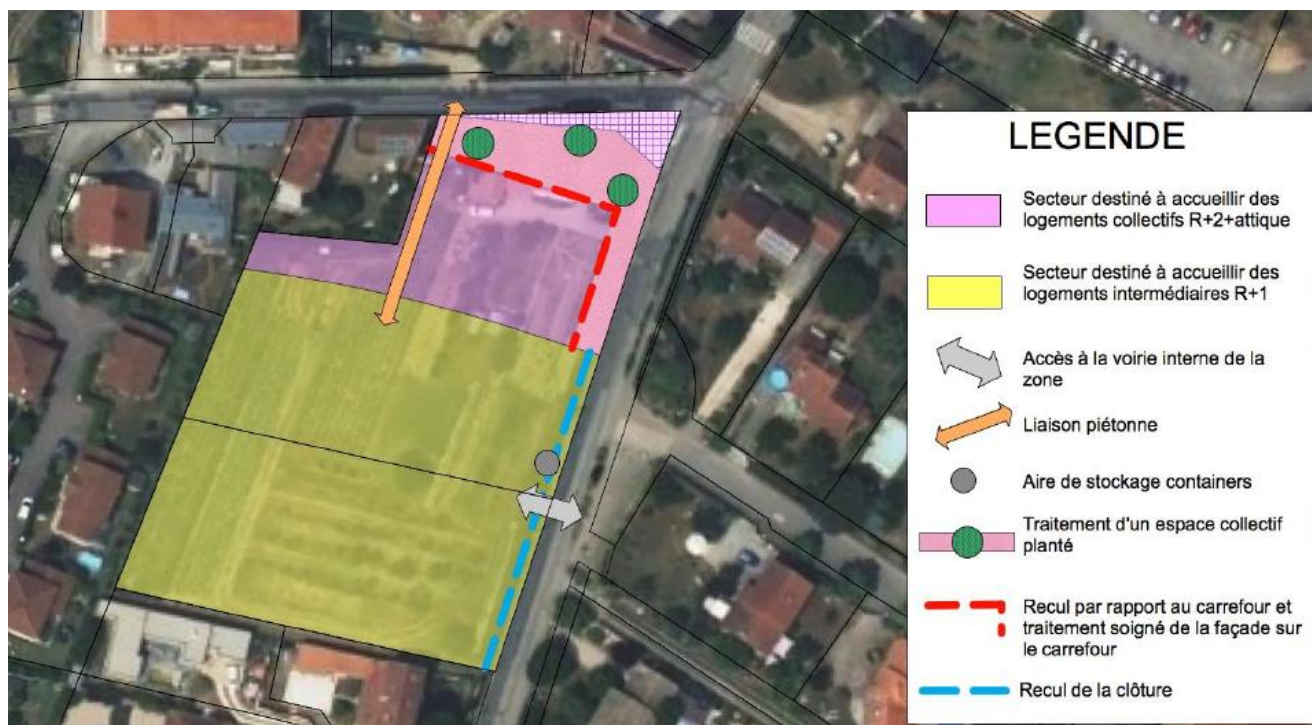 LEGENDE
Secteur destiné à accueillir des
logements collectifs R+2+attique
Secteur destiné à accueillir des
logements intermédiaires R+1
Accès à la voirie interne de la
zone
Liaison piétonne
Aire de stockage containers
Traitement d'un espace collectif
planté
Recul par rapport au carrefour et
traitement soigné de la façade sur
le carrefour
Recul de la clôture